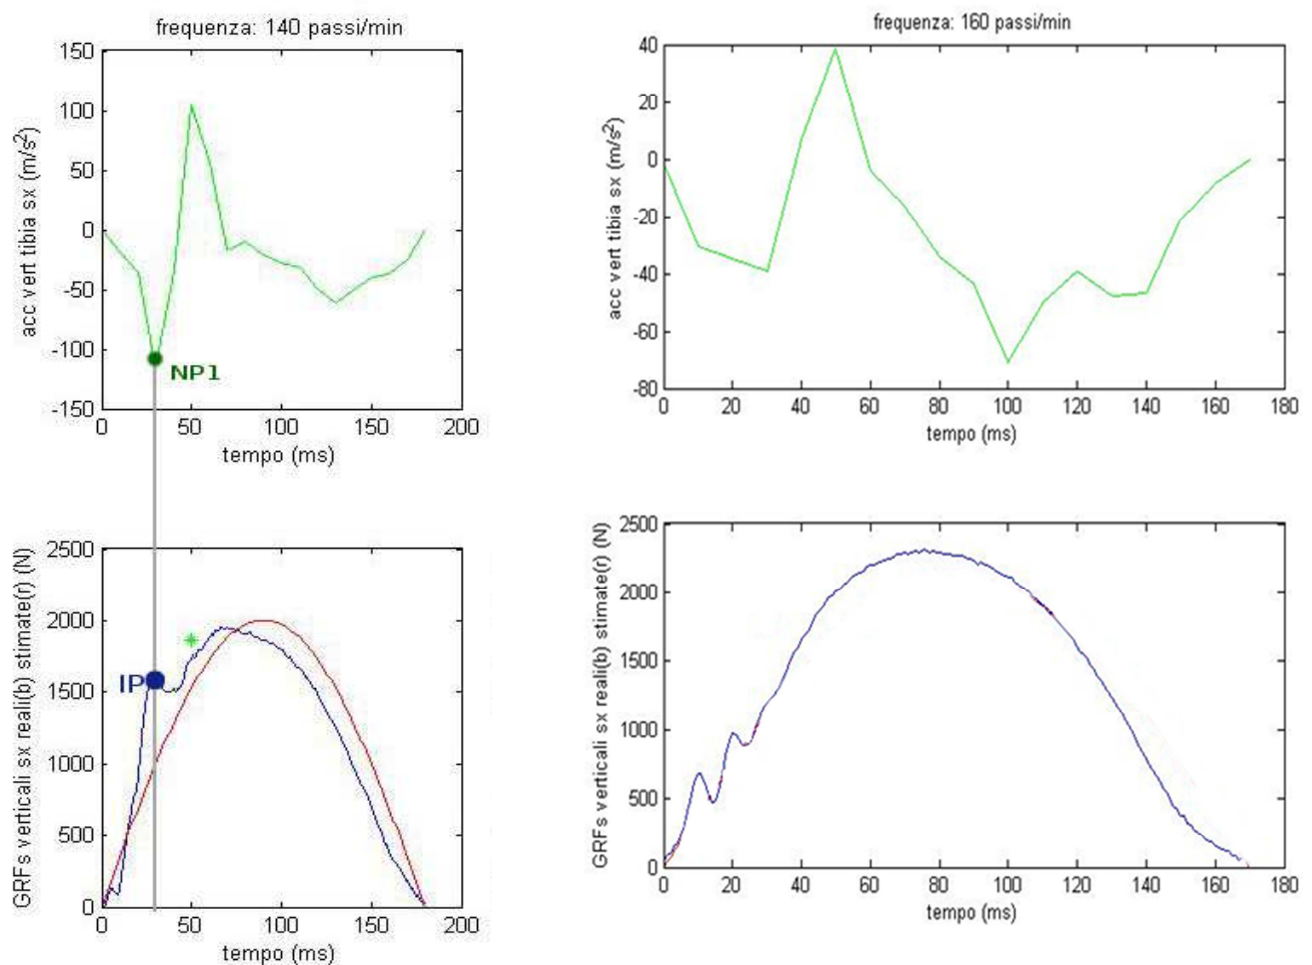 frequenza: 140 passi/min
acc vert tibia sx (m/s²)
150
100
50
0
-50
-100
-150
NP1
0 50 100 150 200
tempo (ms)
frequenza: 160 passi/min
acc vert tibia sx (m/s²)
40
20
0
-20
-40
-60
-80
0 20 40 60 80 100 120 140 160 180
tempo (ms)
GRFs verticali sx reali(b) stimate(r) (N)
2500
2000
1500
1000
500
0
IP
0 50 100 150 200
tempo (ms)
GRFs verticali sx reali(b) stimate(r) (N)
2500
2000
1500
1000
500
0
0 20 40 60 80 100 120 140 160 180
tempo (ms)